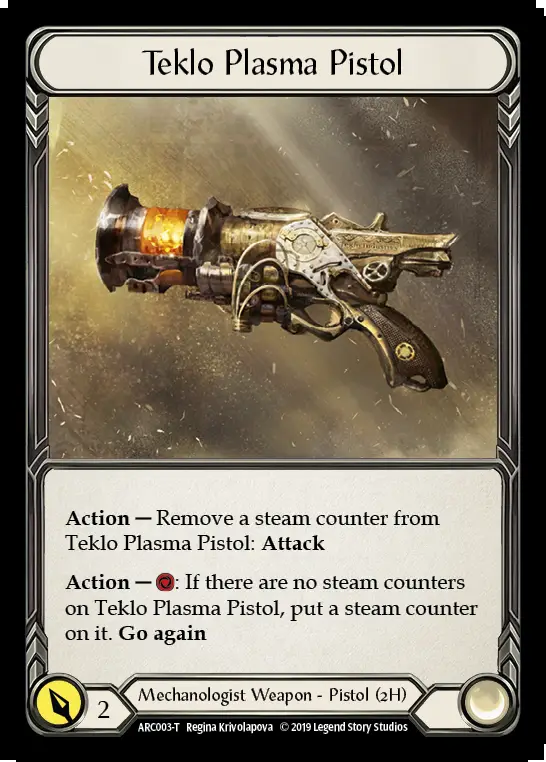 Teklo Plasma Pistol
Action — Remove a steam counter from
Teklo Plasma Pistol: Attack
Action — : If there are no steam counters
on Teklo Plasma Pistol, put a steam counter
on it. Go again
2
Mechanologist Weapon - Pistol (2H)
ARC003-T Regina Krivolapova © 2019 Legend Story Studios